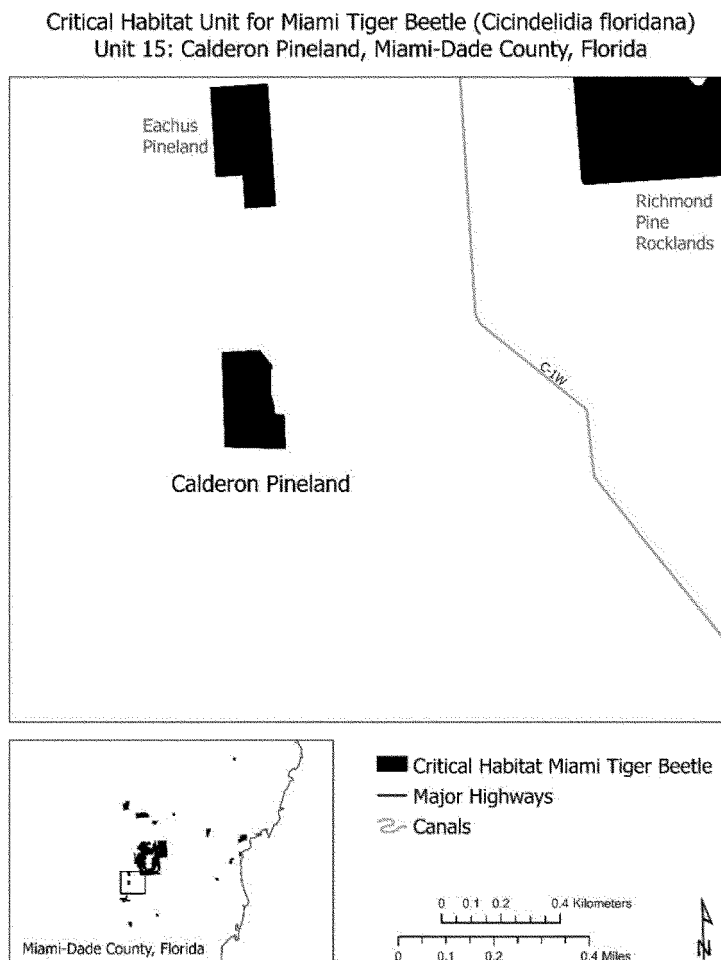 Critical Habitat Unit for Miami Tiger Beetle (Cicindelidia floridana)
Unit 15: Calderon Pineland, Miami-Dade County, Florida
Eachus
Pineland
Richmond
Pine
Rocklands
C-1W
Calderon Pineland
Critical Habitat Miami Tiger Beetle
Major Highways
Canals
0 0.1 0.2 0.4 Kilometers
0 0.1 0.2 0.4 Miles
N
Miami-Dade County, Florida